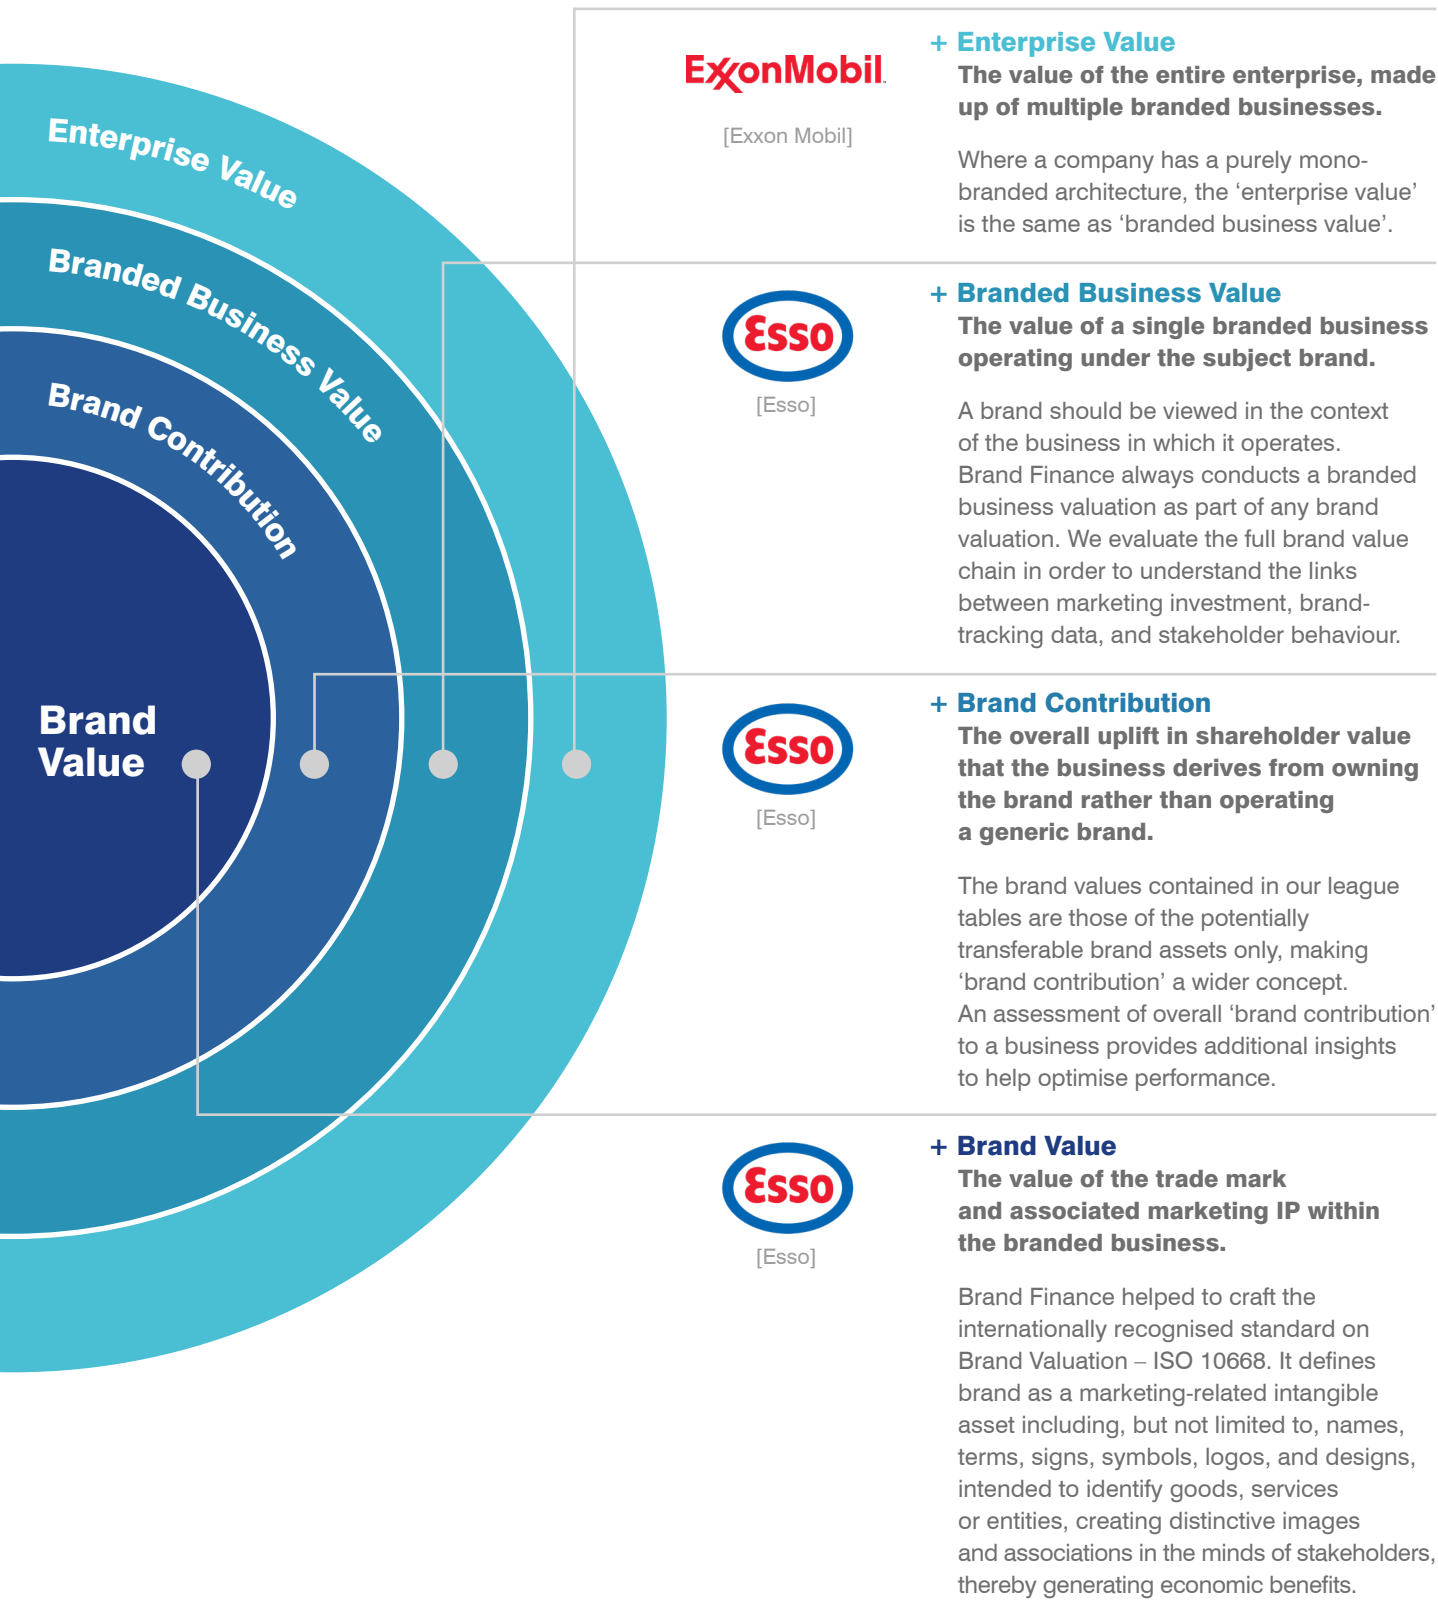 Enterprise Value
Branded Business Value
Brand Contribution
Brand
Value
ExxonMobil
[Exxon Mobil]
+ Enterprise Value
The value of the entire enterprise, made
up of multiple branded businesses.
Where a company has a purely mono-
branded architecture, the ‘enterprise value’
is the same as ‘branded business value’.
Esso
[Esso]
+ Branded Business Value
The value of a single branded business
operating under the subject brand.
A brand should be viewed in the context
of the business in which it operates.
Brand Finance always conducts a branded
business valuation as part of any brand
valuation. We evaluate the full brand value
chain in order to understand the links
between marketing investment, brand-
tracking data, and stakeholder behaviour.
Esso
[Esso]
+ Brand Contribution
The overall uplift in shareholder value
that the business derives from owning
the brand rather than operating
a generic brand.
The brand values contained in our league
tables are those of the potentially
transferable brand assets only, making
‘brand contribution’ a wider concept.
An assessment of overall ‘brand contribution’
to a business provides additional insights
to help optimise performance.
Esso
[Esso]
+ Brand Value
The value of the trade mark
and associated marketing IP within
the branded business.
Brand Finance helped to craft the
internationally recognised standard on
Brand Valuation – ISO 10668. It defines
brand as a marketing-related intangible
asset including, but not limited to, names,
terms, signs, symbols, logos, and designs,
intended to identify goods, services
or entities, creating distinctive images
and associations in the minds of stakeholders,
thereby generating economic benefits.